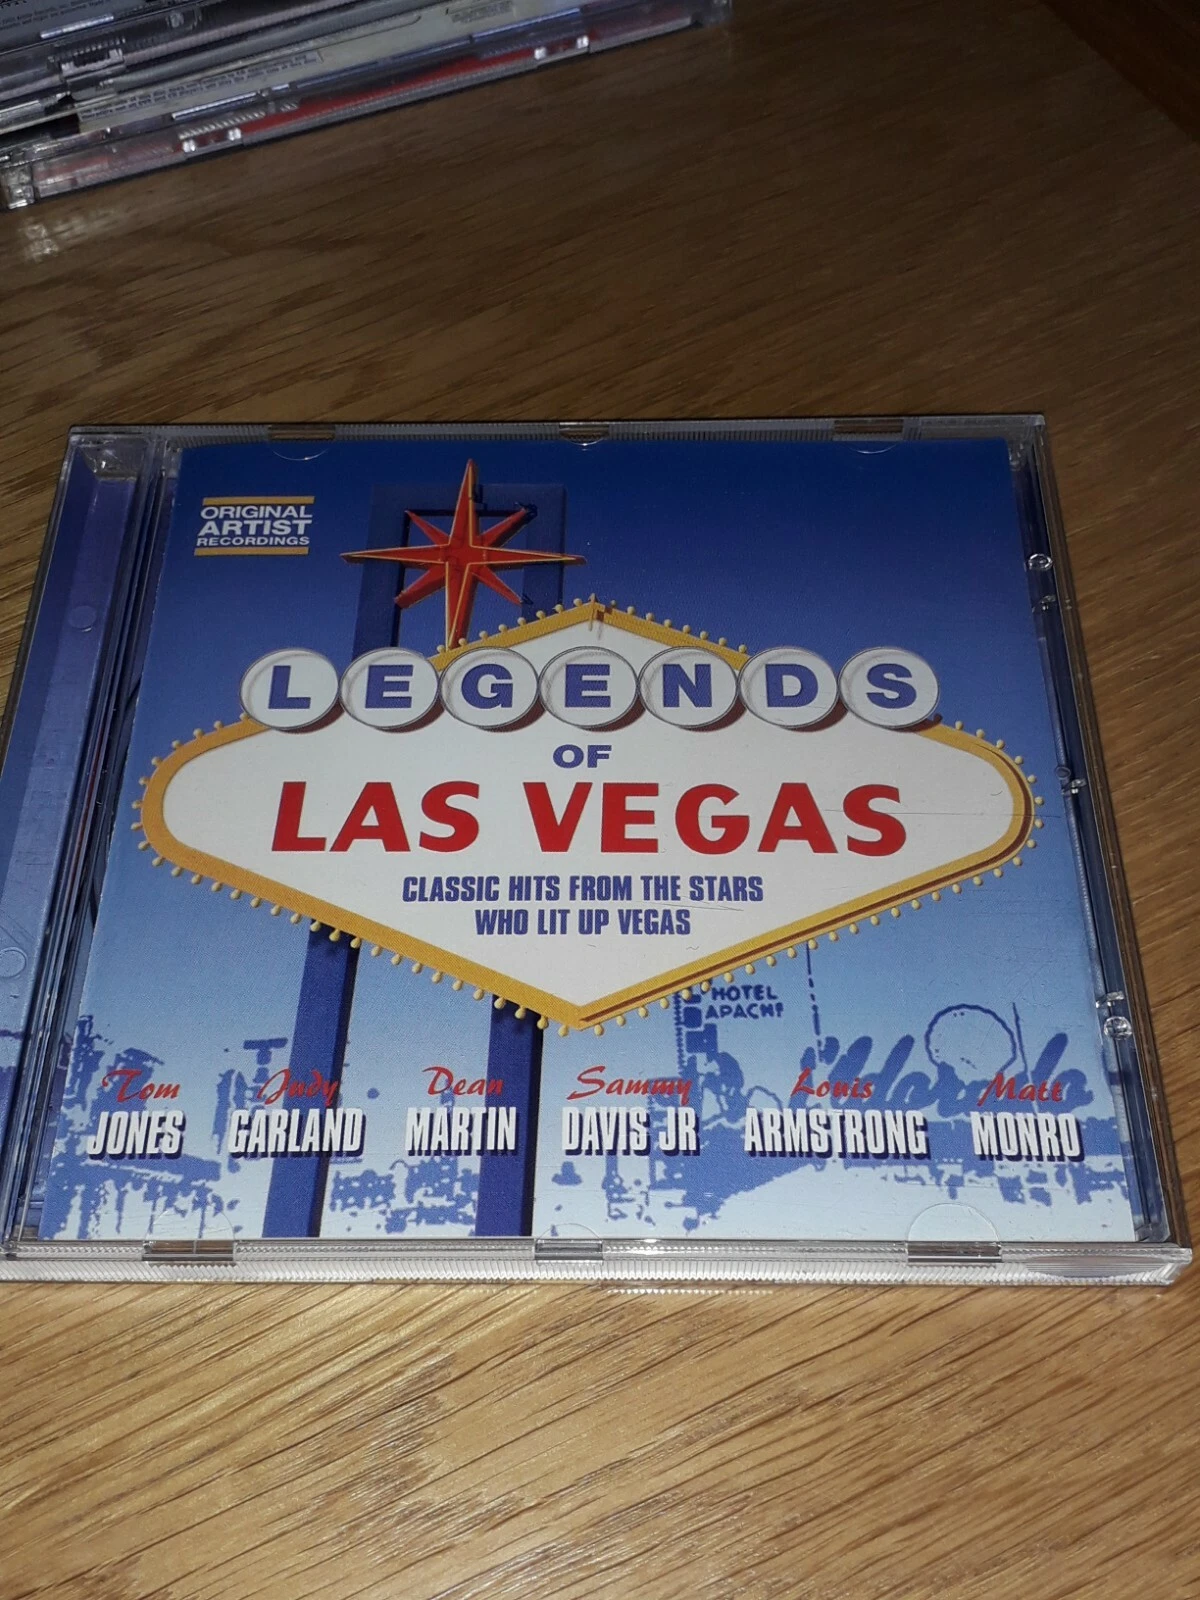 ORIGINAL
ARTIST
RECORDINGS
LEGENDS
OF
LAS VEGAS
CLASSIC HITS FROM THE STARS
WHO LIT UP VEGAS
HOTEL
APACHE
Tom Judy Dean Sammy Louis Matt
JONES GARLAND MARTIN DAVIS JR ARMSTRONG MONRO